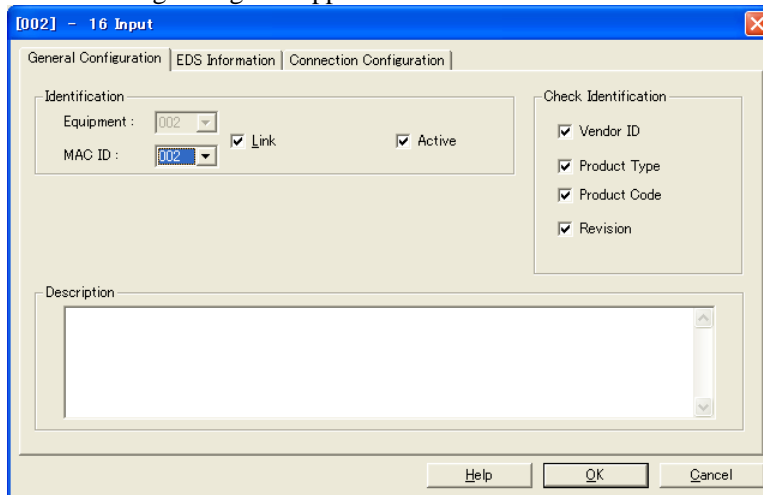 [002] - 16 Input
General Configuration
EDS Information
Connection Configuration
Identification
Equipment :
002
MAC ID :
002
Link
Active
Check Identification
Vendor ID
Product Type
Product Code
Revision
Description
Help
OK
Cancel